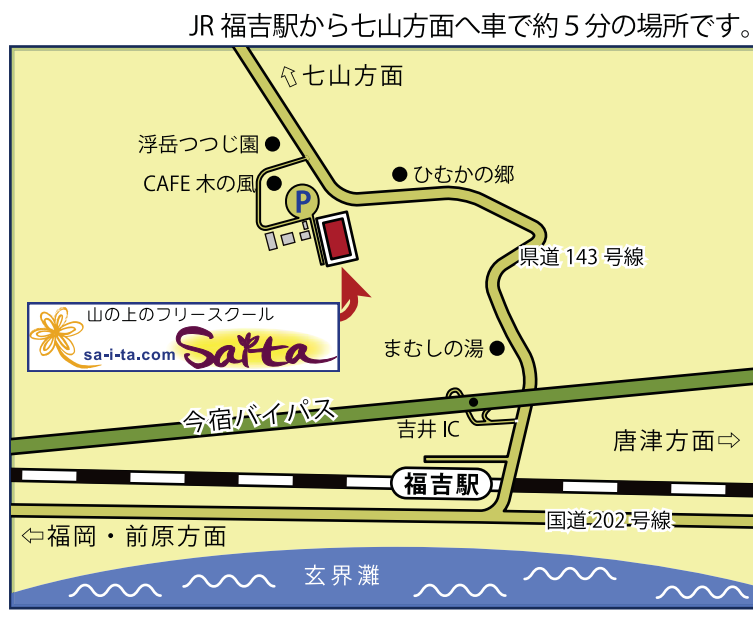 JR 福吉駅から七山方面へ車で約5分の場所です。
七山方面
浮岳つつじ園
CAFE 木の風
ひむかの郷
P
県道 143 号線
山の上のフリースクール
sa-i-ta.com
Saita
まむしの湯
今宿バイパス
吉井 IC
唐津方面
福吉駅
国道 202 号線
福岡・前原方面
玄界灘